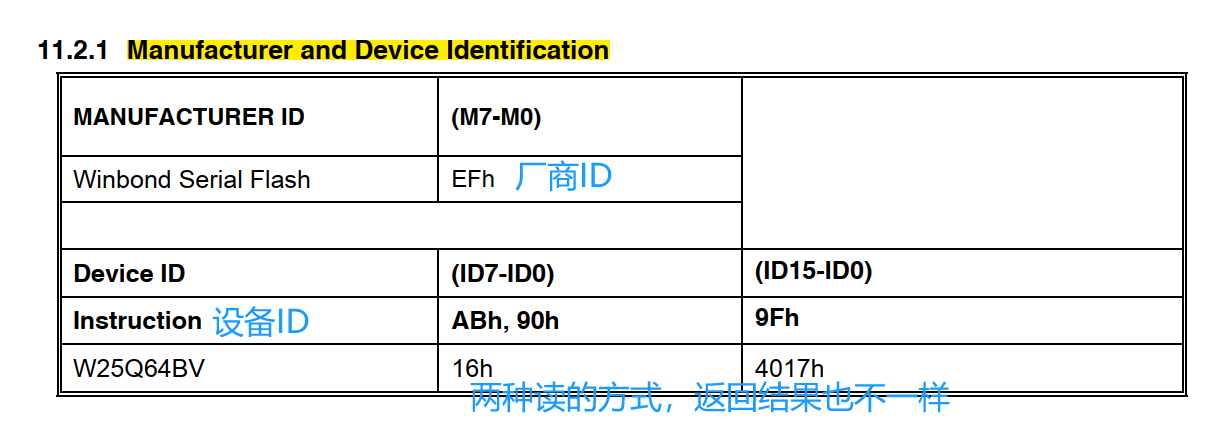 11.2.1 Manufacturer and Device Identification
MANUFACTURER ID (M7-M0)
Winbond Serial Flash EFh 厂商ID
Device ID (ID7-ID0) (ID15-ID0)
Instruction 设备ID ABh, 90h 9Fh
W25Q64BV 16h 4017h
两种读的方式，返回结果也不一样